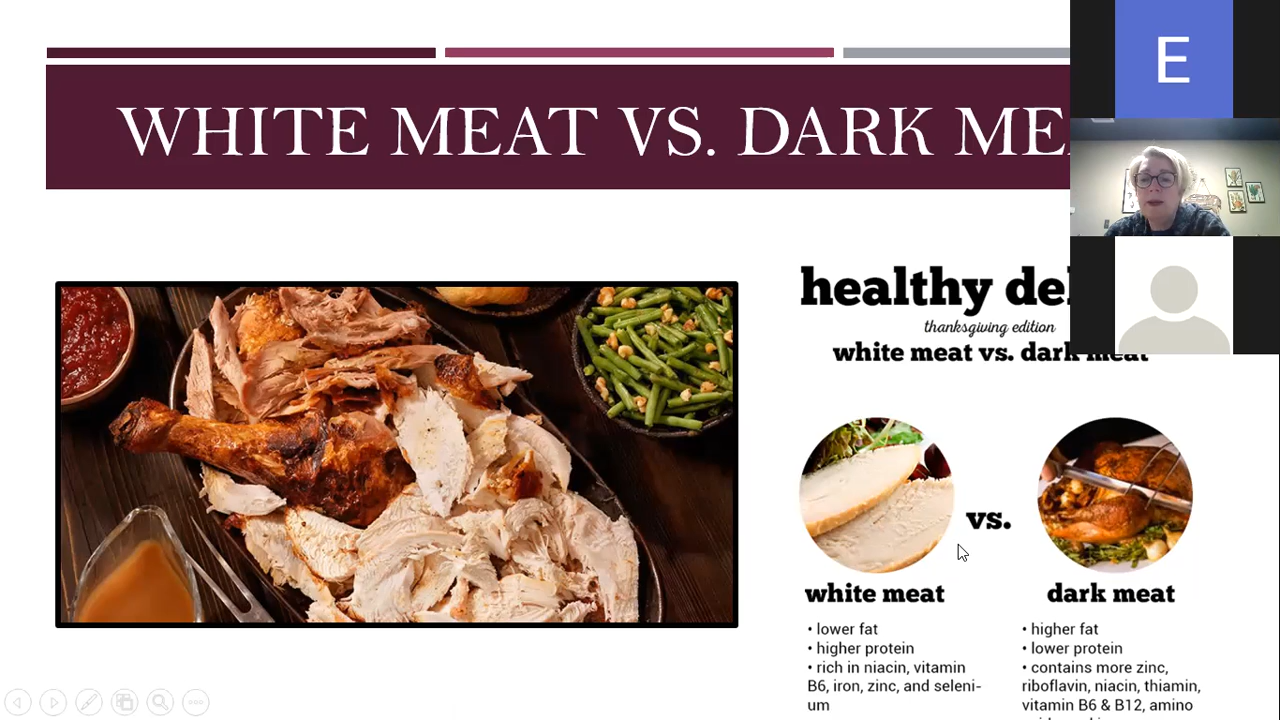 WHITE MEAT VS. DARK
E
healthy
thanksgiving edition
white meat vs. dark meat
vs.
white meat
dark meat
• lower fat
• higher protein
• rich in niacin, vitamin
B6, iron, zinc, and seleni-
um
• higher fat
• lower protein
• contains more zinc,
riboflavin, niacin, thiamin,
vitamin B6 & B12, amino